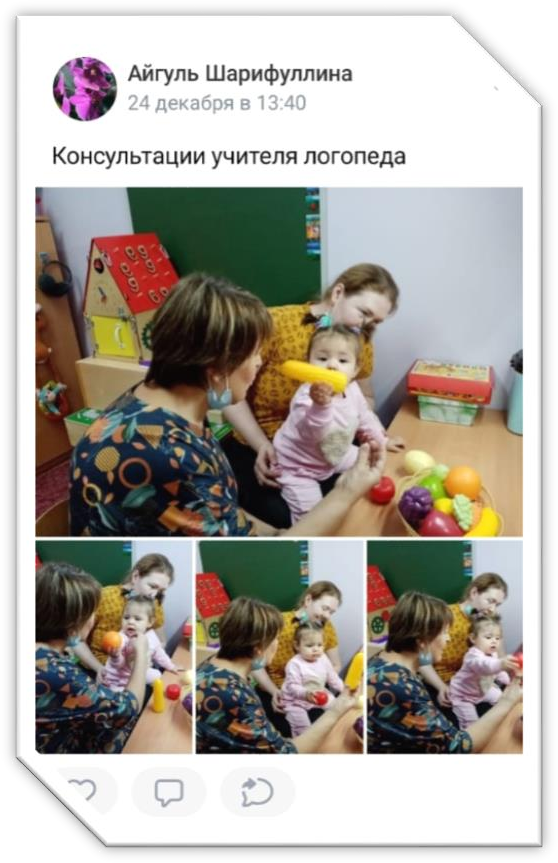 Айгуль Шарифуллина
24 декабря в 13:40
Консультации учителя логопеда